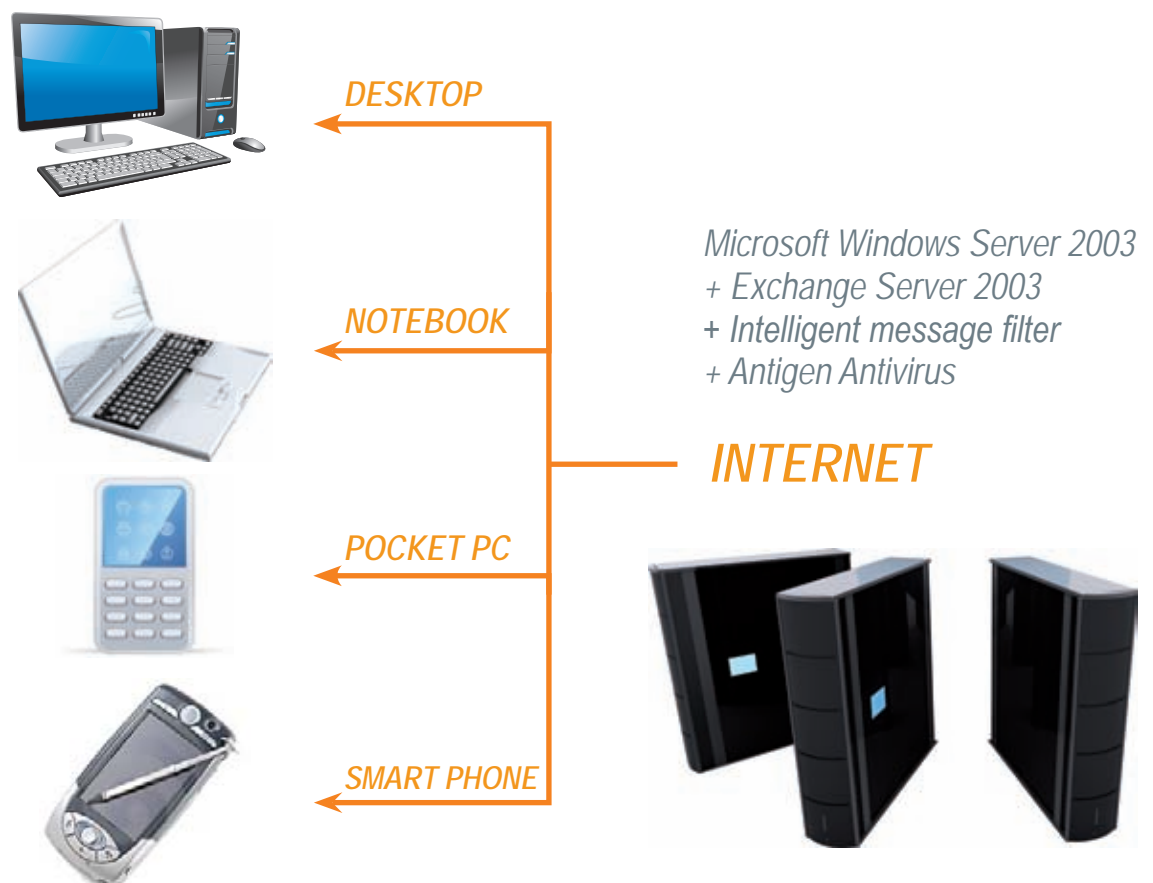 DESKTOP
NOTEBOOK
POCKET PC
SMART PHONE
Microsoft Windows Server 2003
+ Exchange Server 2003
+ Intelligent message filter
+ Antigen Antivirus
INTERNET